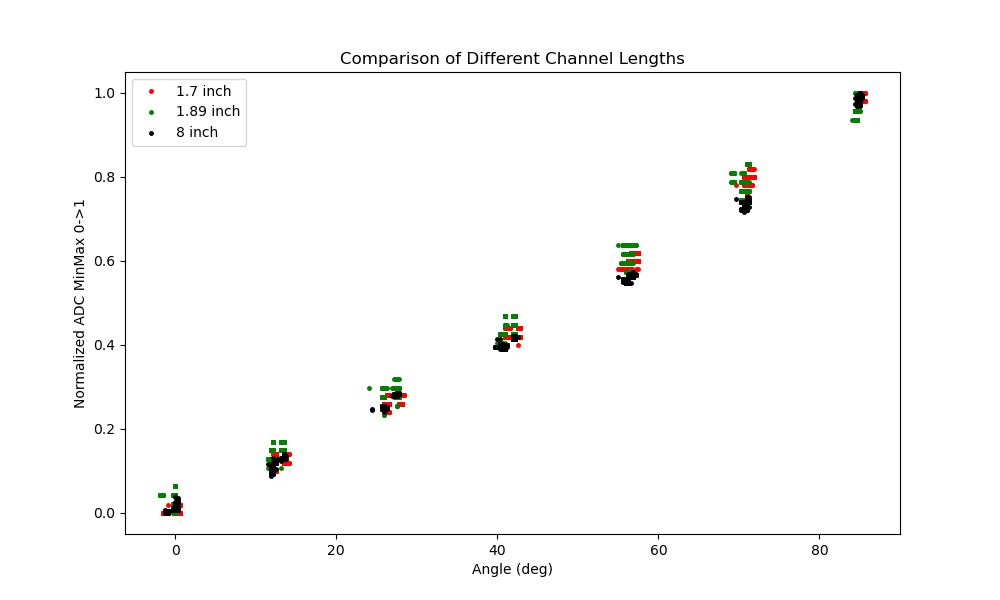 Comparison of Different Channel Lengths
1.7 inch
1.89 inch
8 inch
Normalized ADC MinMax 0->1
1.0
0.8
0.6
0.4
0.2
0.0
0
20
40
60
80
Angle (deg)